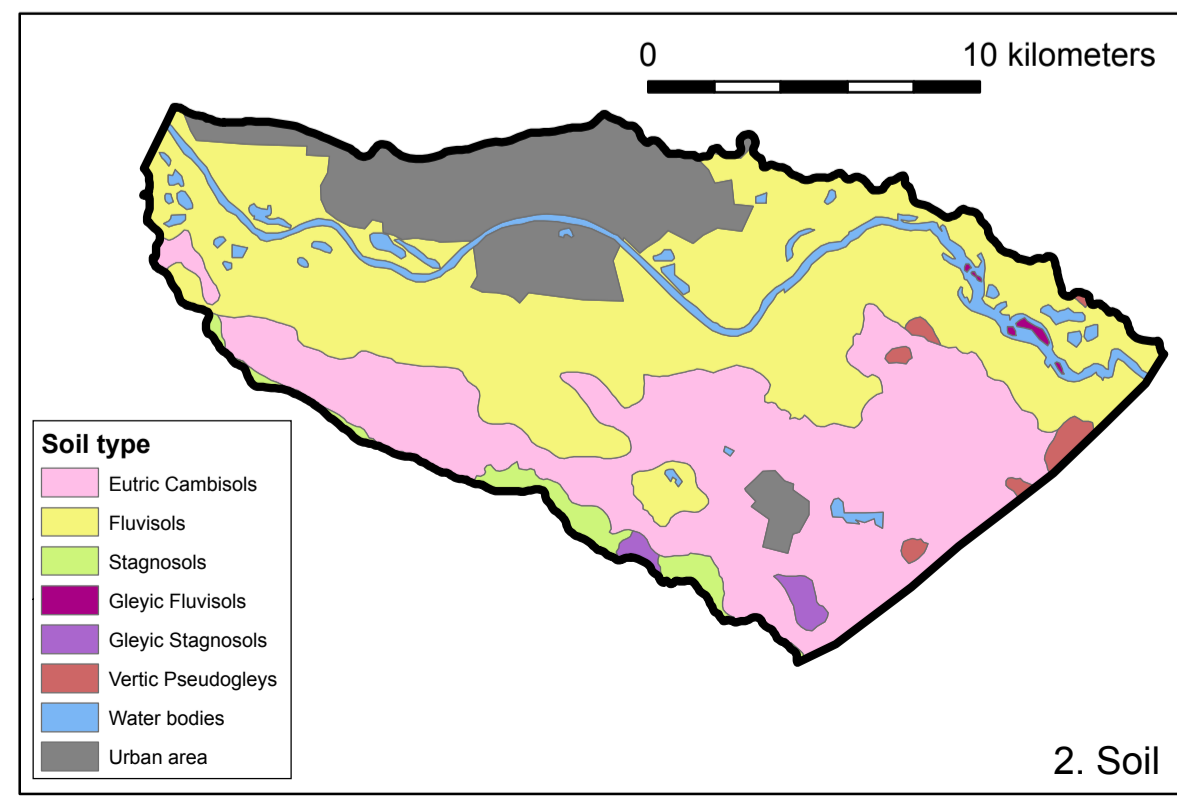 0 10 kilometers
Soil type
Eutric Cambisols
Fluvisols
Stagnosols
Gleyic Fluvisols
Gleyic Stagnosols
Vertic Pseudogleys
Water bodies
Urban area
2. Soil